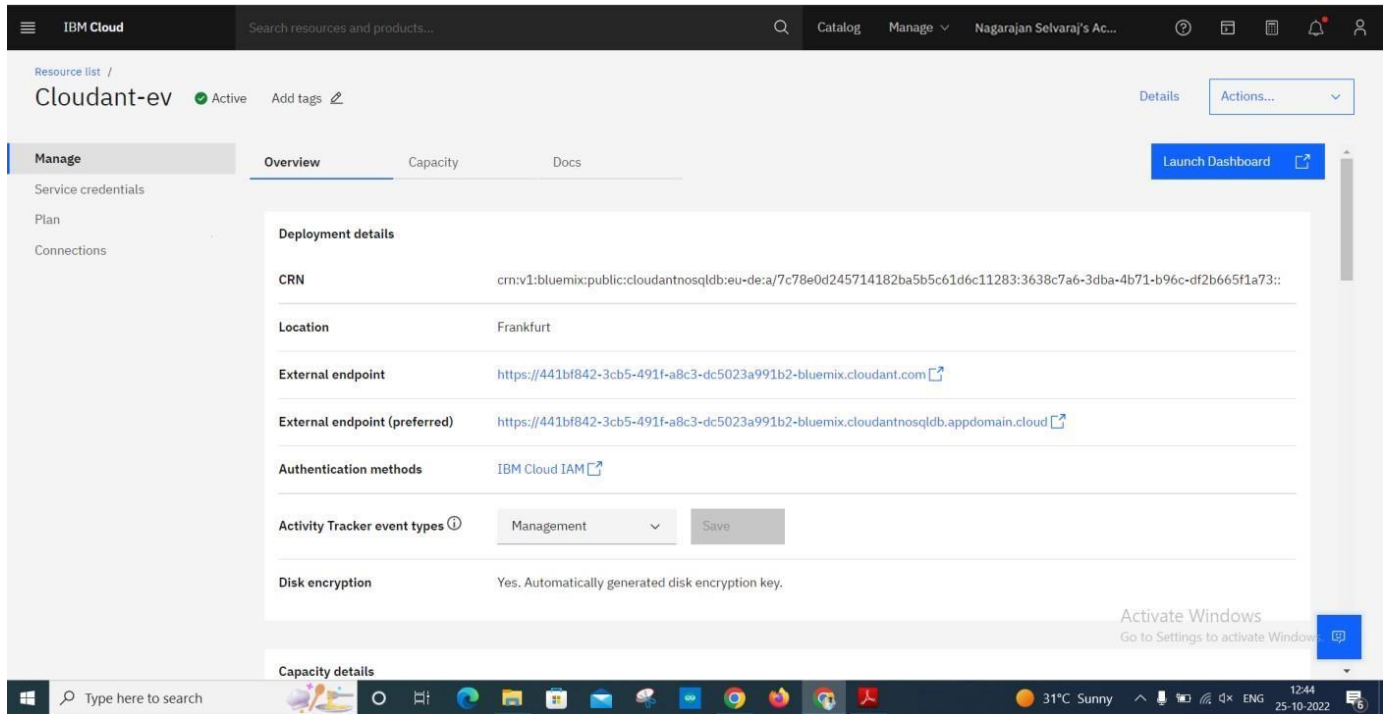 IBM Cloud
Search resources and products...
Catalog
Manage
Nagarajan Selvaraj's Ac...
Resource list /
Cloudant-ev
Active
Add tags
Details
Actions...
Manage
Service credentials
Plan
Connections
Overview
Capacity
Docs
Launch Dashboard
Deployment details
CRN
crn:v1:bluemix:public:cloudantnosqldb:eu-de:a/7c78e0d245714182ba5b5c61d6c11283:3638c7a6-3dba-4b71-b96c-df2b665f1a73::
Location
Frankfurt
External endpoint
https://441bf842-3cb5-491f-a8c3-dc5023a991b2-bluemix.cloudant.com
External endpoint (preferred)
https://441bf842-3cb5-491f-a8c3-dc5023a991b2-bluemix.cloudantnosqldb.appdomain.cloud
Authentication methods
IBM Cloud IAM
Activity Tracker event types
Management
Save
Disk encryption
Yes. Automatically generated disk encryption key.
Activate Windows
Go to Settings to activate Windows.
Capacity details
Type here to search
31°C Sunny
ENG
12:44
25-10-2022
6